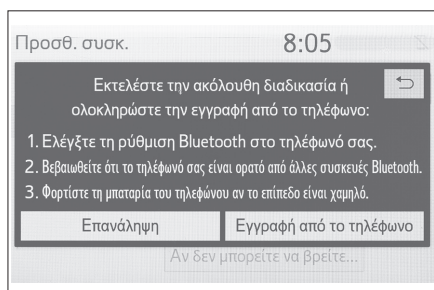 Προσθ. συσκ. 8:05
Εκτελέστε την ακόλουθη διαδικασία ή
ολοκληρώστε την εγγραφή από το τηλέφωνο:
1. Ελέγξτε τη ρύθμιση Bluetooth στο τηλέφωνό σας.
2. Βεβαιωθείτε ότι το τηλέφωνό σας είναι ορατό από άλλες συσκευές Bluetooth.
3. Φορτίστε τη μπαταρία του τηλεφώνου αν το επίπεδο είναι χαμηλό.
Επανάληψη Εγγραφή από το τηλέφωνο
Αν δεν μπορείτε να βρείτε...